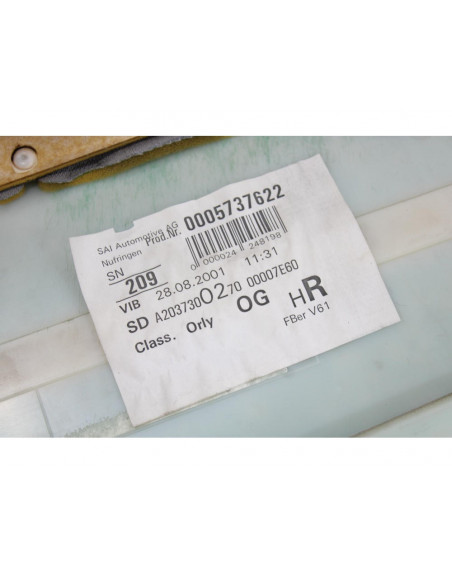 SAI Automotive AG
Nufringen
Prod.Nr. 0005737622
SN
0 000024 248198
209
VIB 28.08.2001 11:31
SD A2037300270 00007E60
Class. Orly OG HR
FBer V61